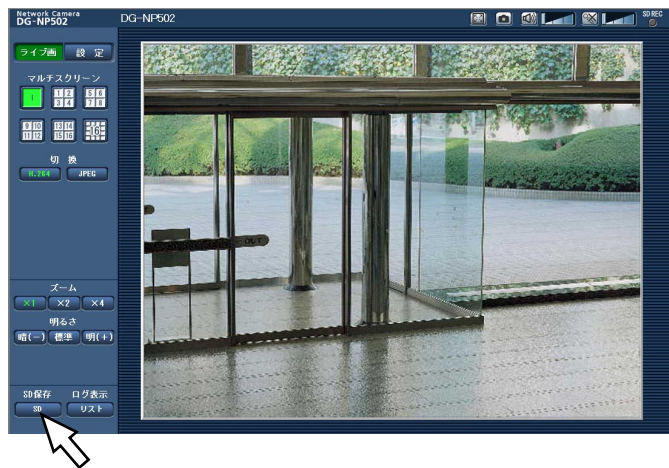 Network Camera
DG-NP502
DG-NP502
SD REC
ライブ画 設定
マルチスクリーン
1
1 2
3 4
5 6
7 8
9 10
11 12
13 14
15 16
16
切 換
H.264 JPEG
ズーム
×1 ×2 ×4
明るさ
暗(－) 標準 明(+)
SD保存 ログ表示
SD リスト
OUT